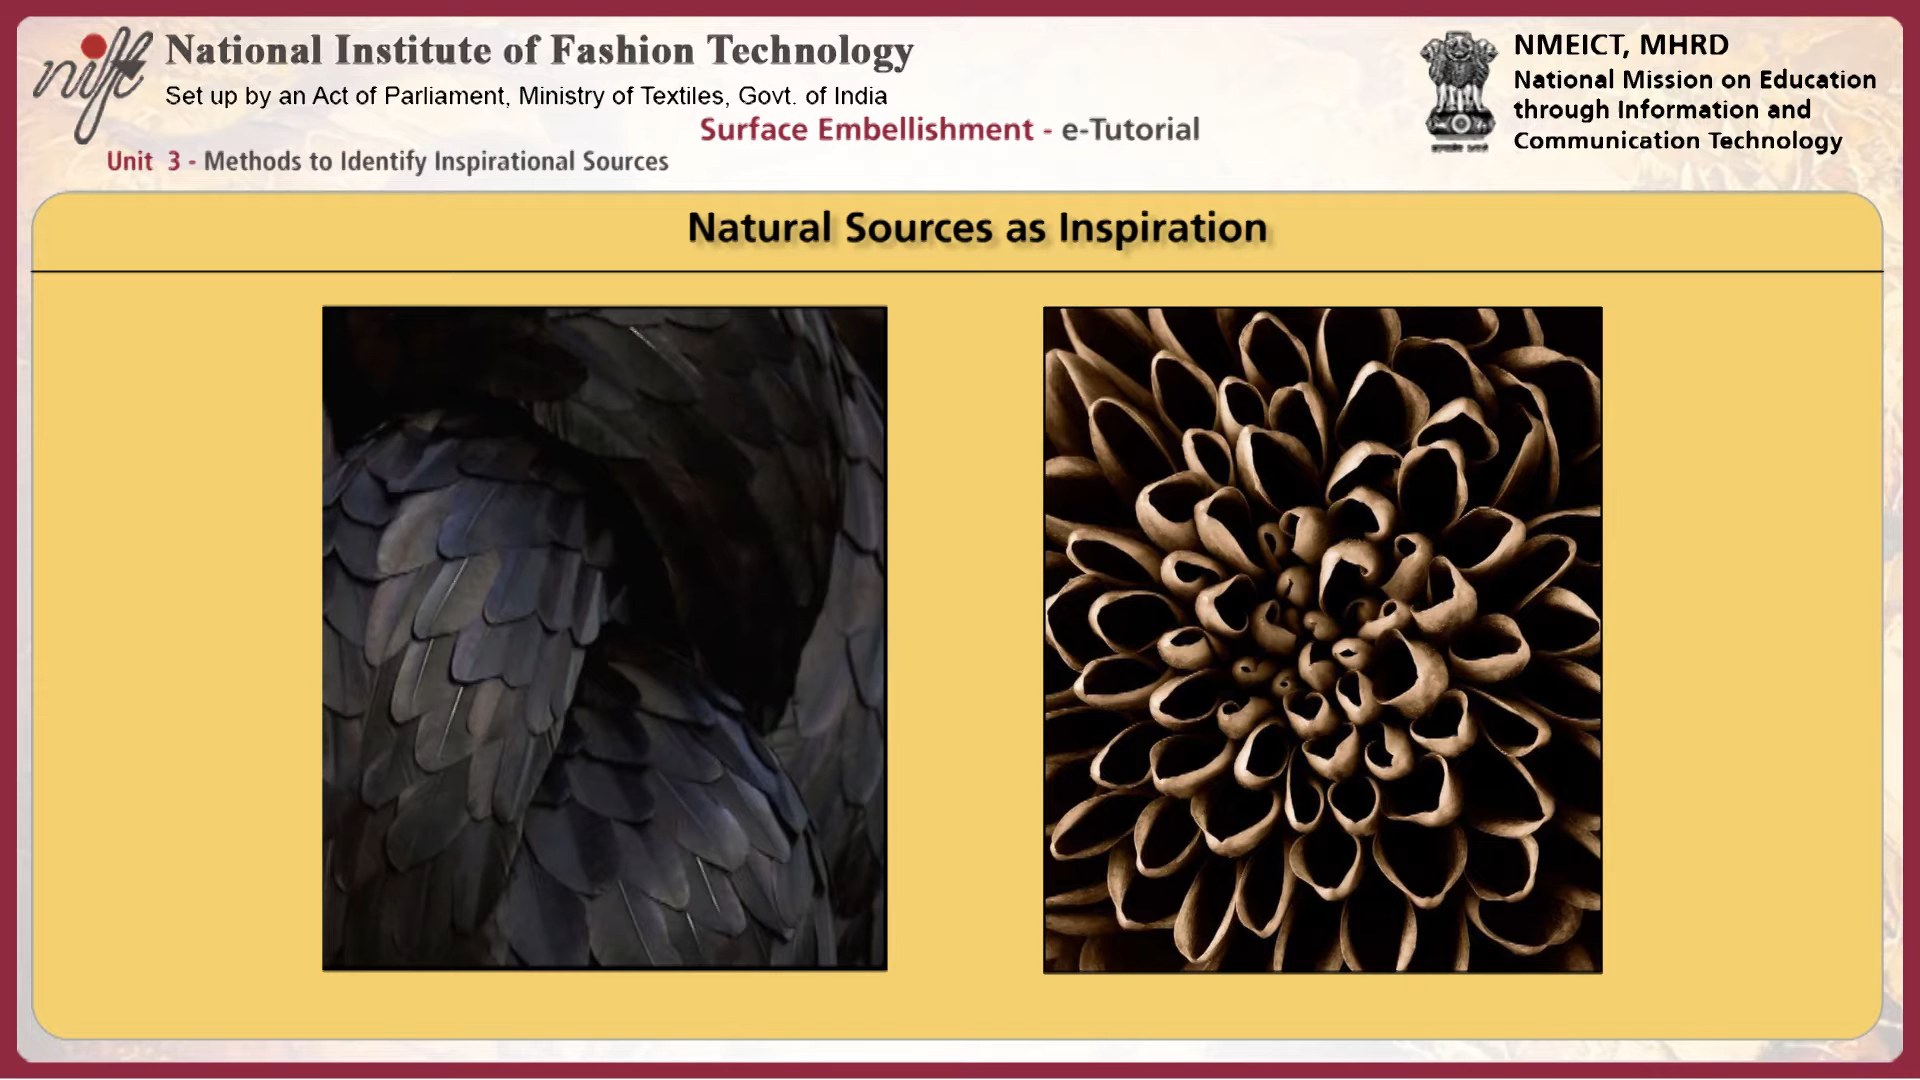 nift
National Institute of Fashion Technology
Set up by an Act of Parliament, Ministry of Textiles, Govt. of India
Surface Embellishment - e-Tutorial
Unit 3 - Methods to Identify Inspirational Sources
NMEICT, MHRD
National Mission on Education
through Information and
Communication Technology
Natural Sources as Inspiration